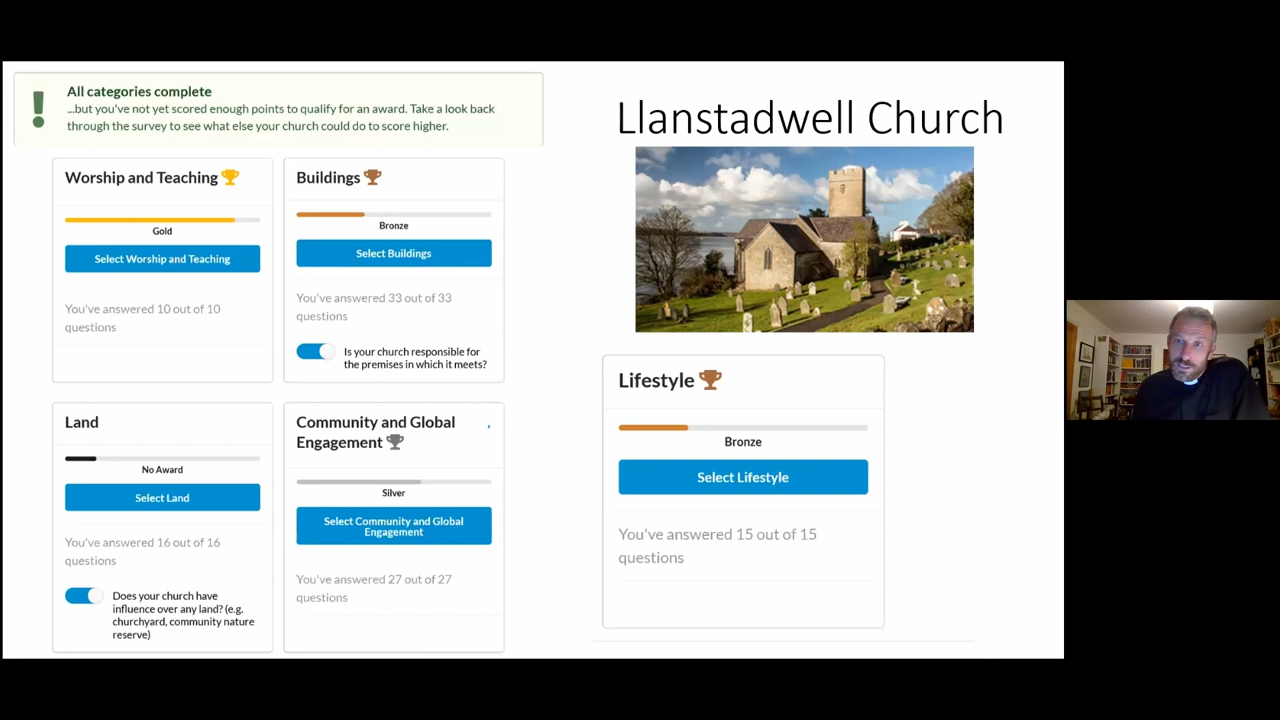 All categories complete
...but you've not yet scored enough points to qualify for an award. Take a look back
through the survey to see what else your church could do to score higher.
Llanstadwell Church
Worship and Teaching
Gold
Select Worship and Teaching
You've answered 10 out of 10
questions
Buildings
Bronze
Select Buildings
You've answered 33 out of 33
questions
Is your church responsible for
the premises in which it meets?
Land
No Award
Select Land
You've answered 16 out of 16
questions
Does your church have
influence over any land? (e.g.
churchyard, community nature
reserve)
Community and Global
Engagement
Silver
Select Community and Global
Engagement
You've answered 27 out of 27
questions
Lifestyle
Bronze
Select Lifestyle
You've answered 15 out of 15
questions